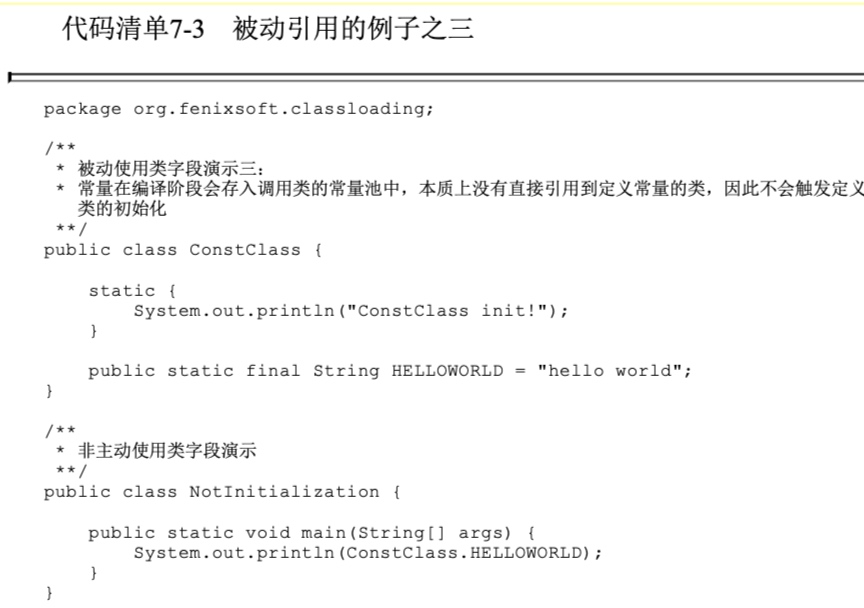 代码清单7-3 被动引用的例子之三
package org.fenixsoft.classloading;
/**
* 被动使用类字段演示三：
* 常量在编译阶段会存入调用类的常量池中，本质上没有直接引用到定义常量的类，因此不会触发定义
类的初始化
**/
public class ConstClass {
static {
System.out.println("ConstClass init!");
}
public static final String HELLOWORLD = "hello world";
}
/**
* 非主动使用类字段演示
**/
public class NotInitialization {
public static void main(String[] args) {
System.out.println(ConstClass.HELLOWORLD);
}
}